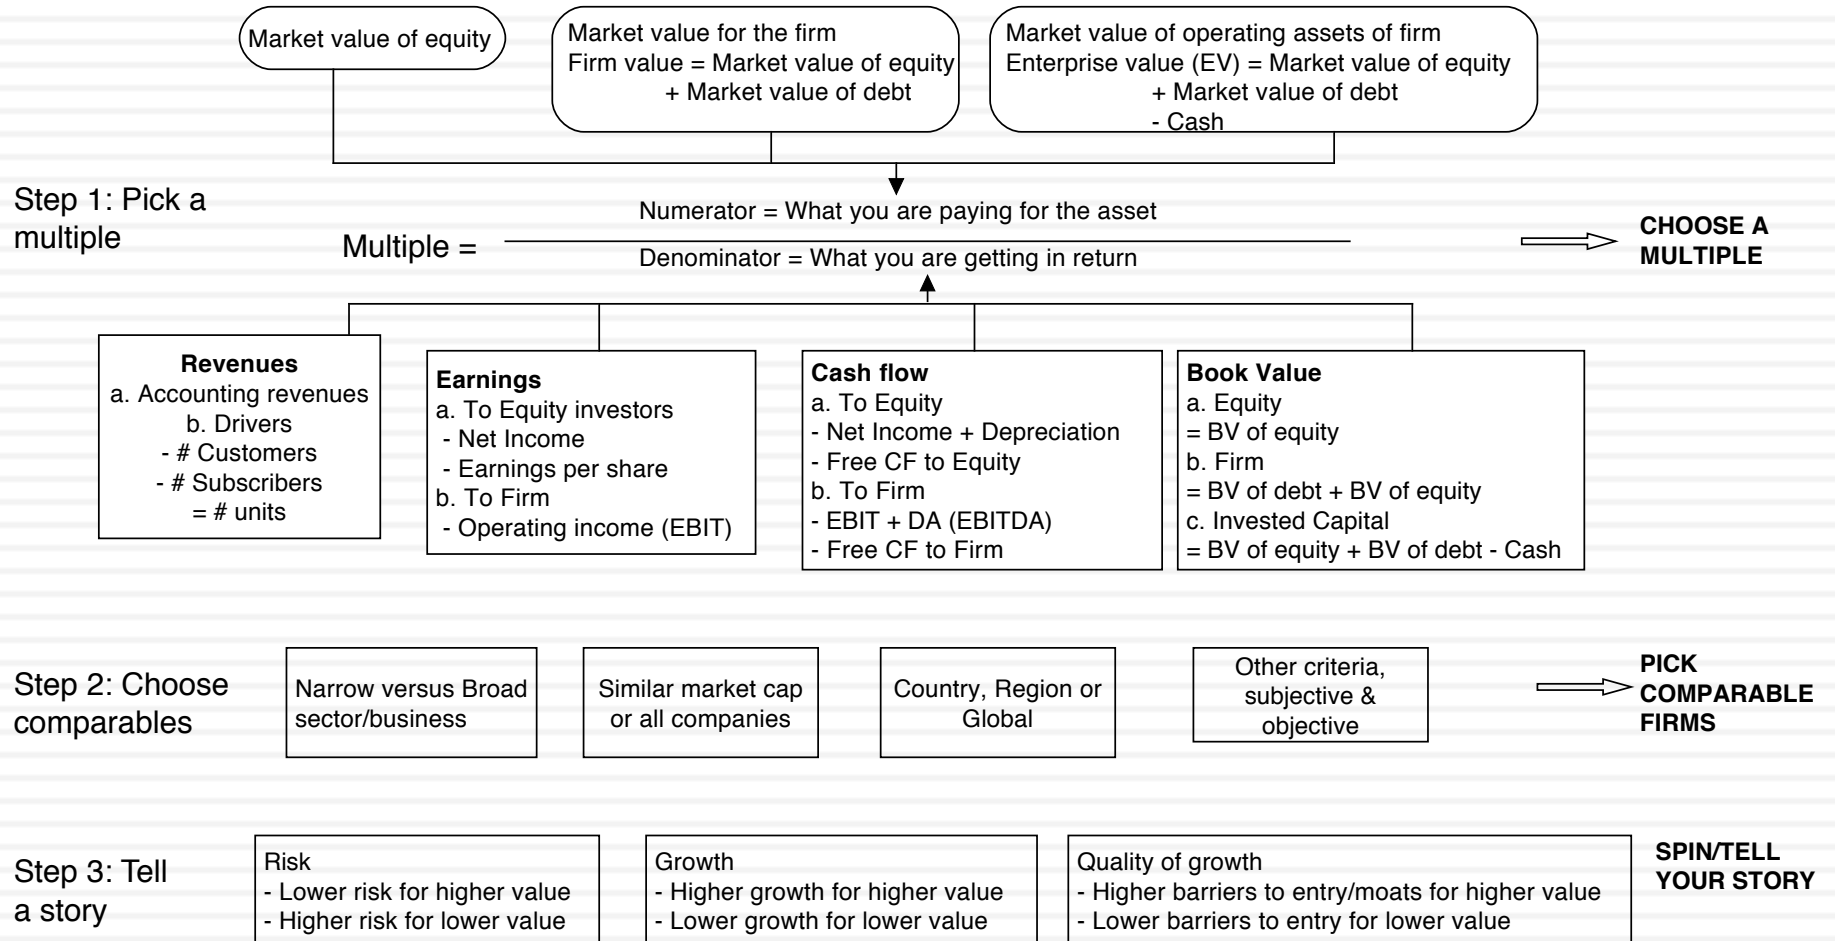 Market value of equity
Market value for the firm
Firm value = Market value of equity
+ Market value of debt
Market value of operating assets of firm
Enterprise value (EV) = Market value of equity
+ Market value of debt
- Cash
Step 1: Pick a
multiple
Multiple =
Numerator = What you are paying for the asset
Denominator = What you are getting in return
CHOOSE A
MULTIPLE
Revenues
a. Accounting revenues
b. Drivers
- # Customers
- # Subscribers
= # units
Earnings
a. To Equity investors
- Net Income
- Earnings per share
b. To Firm
- Operating income (EBIT)
Cash flow
a. To Equity
- Net Income + Depreciation
- Free CF to Equity
b. To Firm
- EBIT + DA (EBITDA)
- Free CF to Firm
Book Value
a. Equity
= BV of equity
b. Firm
= BV of debt + BV of equity
c. Invested Capital
= BV of equity + BV of debt - Cash
Step 2: Choose
comparables
Narrow versus Broad
sector/business
Similar market cap
or all companies
Country, Region or
Global
Other criteria,
subjective &
objective
PICK
COMPARABLE
FIRMS
Step 3: Tell
a story
Risk
- Lower risk for higher value
- Higher risk for lower value
Growth
- Higher growth for higher value
- Lower growth for lower value
Quality of growth
- Higher barriers to entry/moats for higher value
- Lower barriers to entry for lower value
SPIN/TELL
YOUR STORY